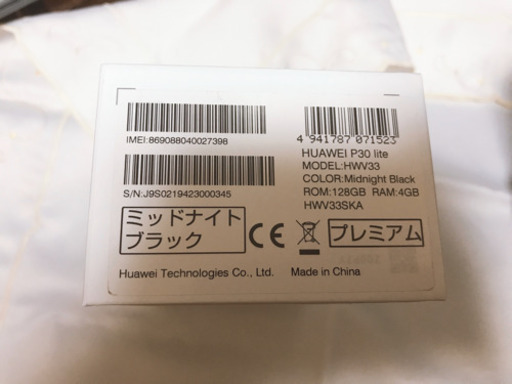 IMEI:869088040027398
4 941787 071523
HUAWEI P30 lite
MODEL:HWV33
COLOR:Midnight Black
ROM:128GB RAM:4GB
HWV33SKA
S/N:J9S0219423000345
ミッドナイト
ブラック
CE
プレミアム
Huawei Technologies Co., Ltd. Made in China